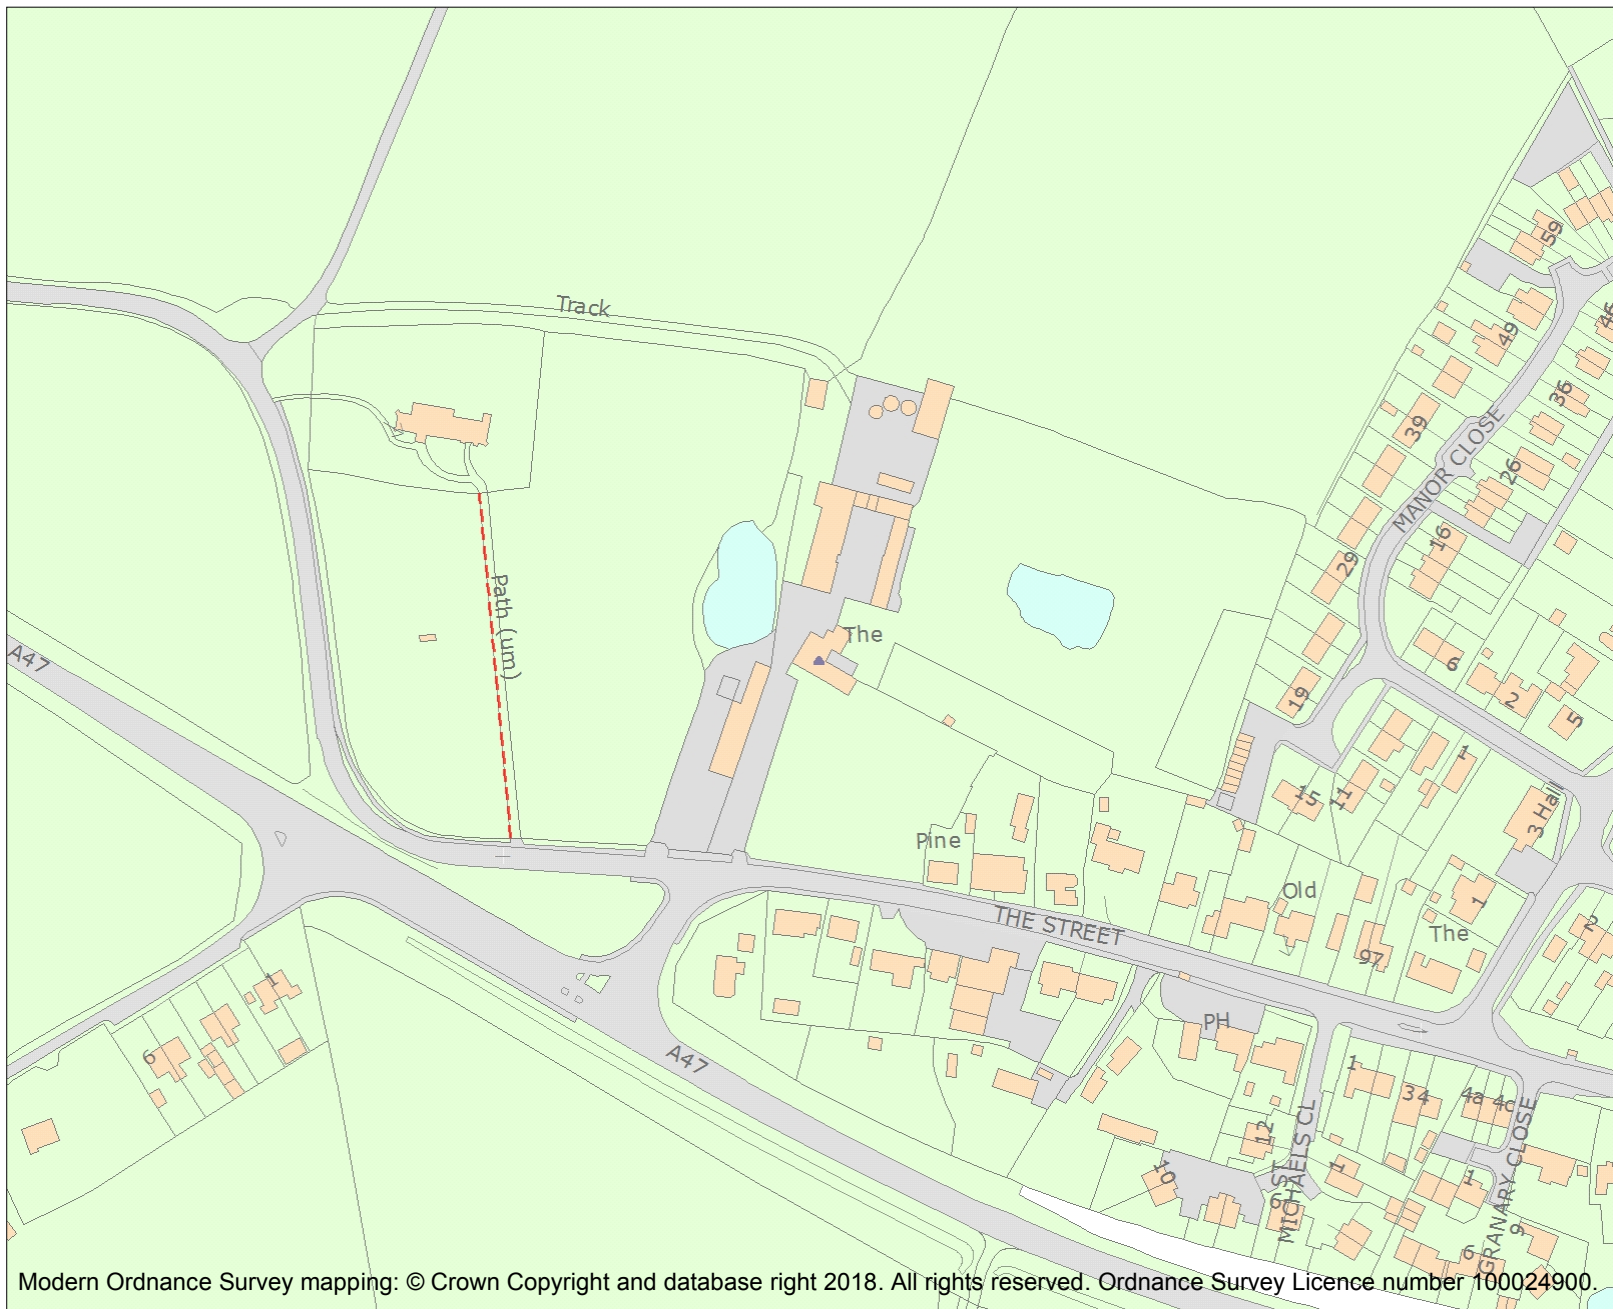 59
Track
49
46
36
39
MANOR CLOSE
26
16
29
Path (um)
The
A47
6
19
2
5
1
15
11
3
Hall
Pine
Old
1
THE STREET
The
2
97
1
PH
6
A47
1
34
4a
4c
12
1
10
ST
MICHAELS CL
6
1
GRANARY CLOSE
9
6
Modern Ordnance Survey mapping: © Crown Copyright and database right 2018. All rights reserved. Ordnance Survey Licence number 100024900.